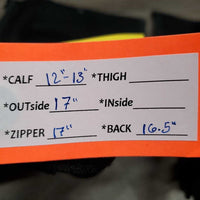 *CALF 12"-13" *THIGH
*OUTside 17" *INside
*ZIPPER 17" *BACK 16.5"